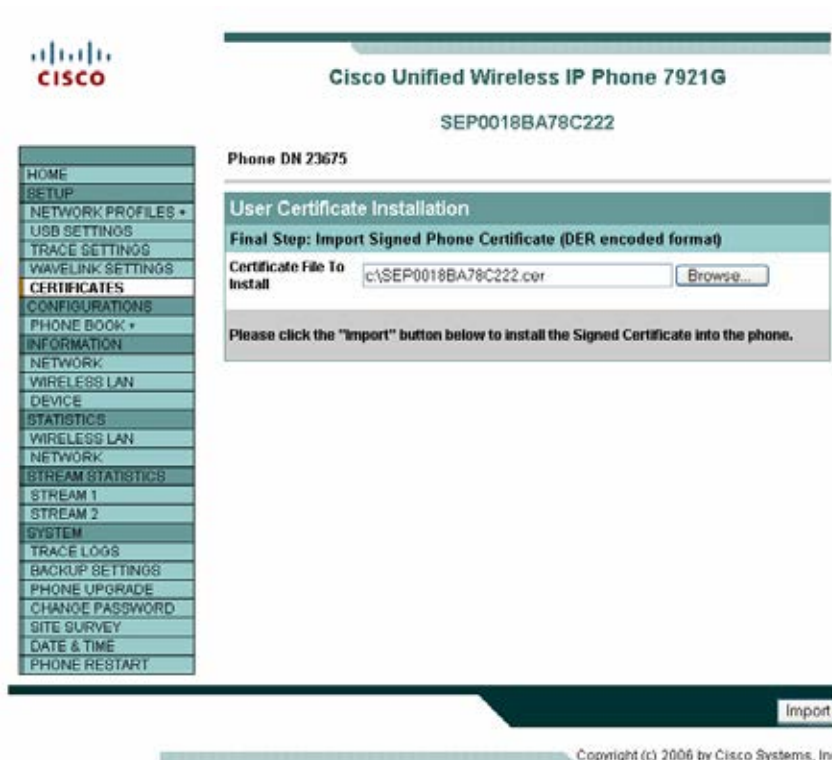 CISCO
Cisco Unified Wireless IP Phone 7921G
SEP0018BA78C222
Phone DN 23675
HOME
SETUP
NETWORK PROFILES +
USB SETTINGS
TRACE SETTINGS
WAVELINK SETTINGS
CERTIFICATES
CONFIGURATIONS
PHONE BOOK +
INFORMATION
NETWORK
WIRELESS LAN
DEVICE
STATISTICS
WIRELESS LAN
NETWORK
STREAM STATISTICS
STREAM 1
STREAM 2
SYSTEM
TRACE LOGS
BACKUP SETTINGS
PHONE UPGRADE
CHANGE PASSWORD
SITE SURVEY
DATE & TIME
PHONE RESTART
User Certificate Installation
Final Step: Import Signed Phone Certificate (DER encoded format)
Certificate File To
Install
c:\SEP0018BA78C222.cer
Browse...
Please click the "Import" button below to install the Signed Certificate into the phone.
Import
Copyright (c) 2006 by Cisco Systems, In